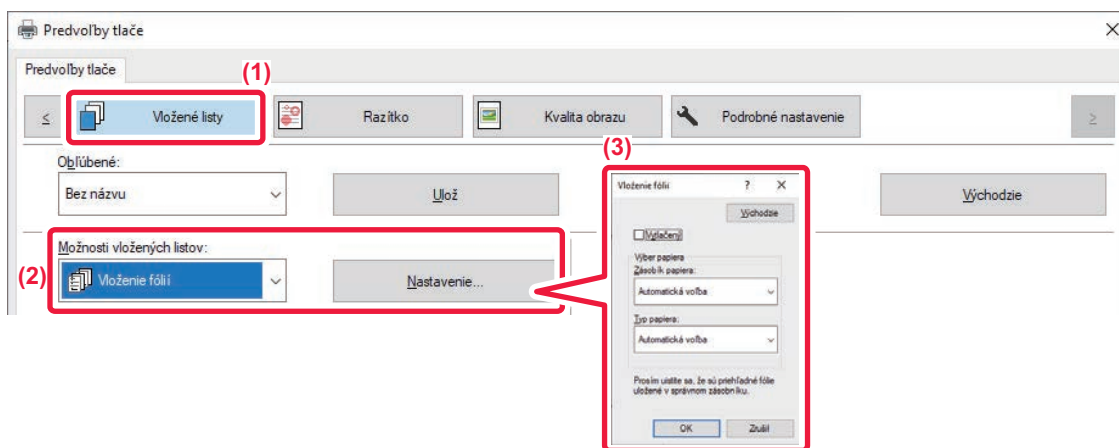 Predvoľby tlače
Predvoľby tlače
(1)
<
Vložené listy
Razítko
Kvalita obrazu
Podrobné nastavenie
>
(3)
Obľúbené:
Bez názvu
Ulož
Východzie
(2)
Možnosti vložených listov:
Vloženie fólií
Nastavenie...
Vloženie fólií
?
Východzie
Vytlačený
Výber papiera
Zásobík papiera:
Automatická voľba
Typ papiera:
Automatická voľba
Prosím uistite sa, že sú priehľadné fólie
uložené v správnom zásobníku.
OK
Zrušiť